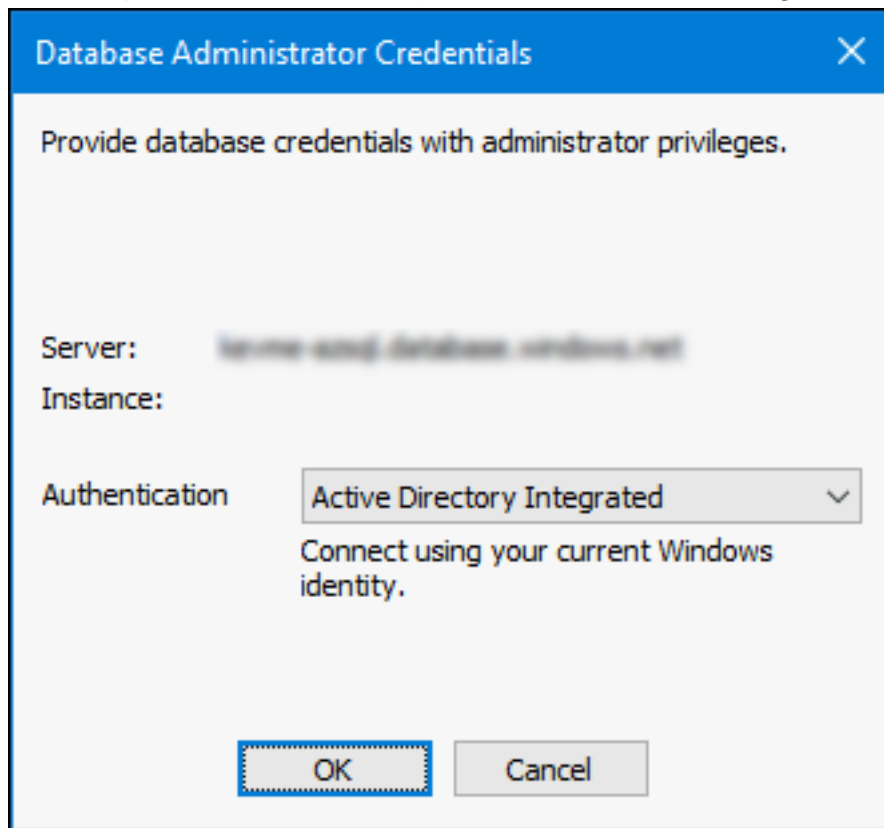 Database Administrator Credentials
Provide database credentials with administrator privileges.
Server:
Instance:
Authentication
Active Directory Integrated
Connect using your current Windows
identity.
OK
Cancel